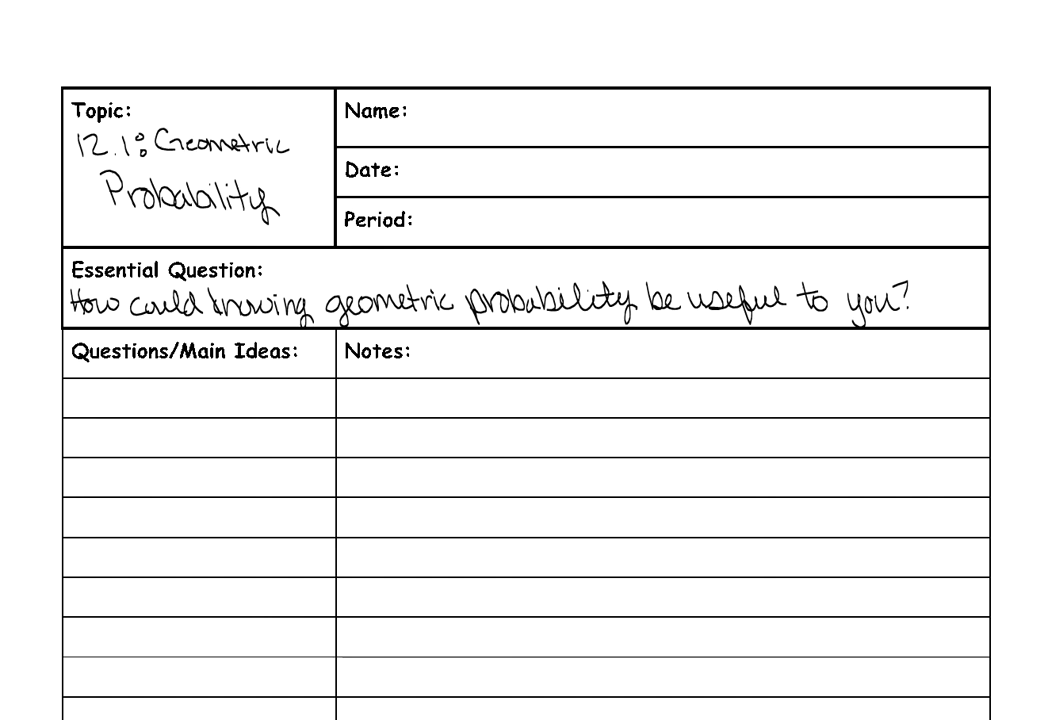 Topic:
12.1: Geometric
Probability
Name:
Date:
Period:
Essential Question:
How could knowing geometric probability be useful to you?
Questions/Main Ideas:
Notes: